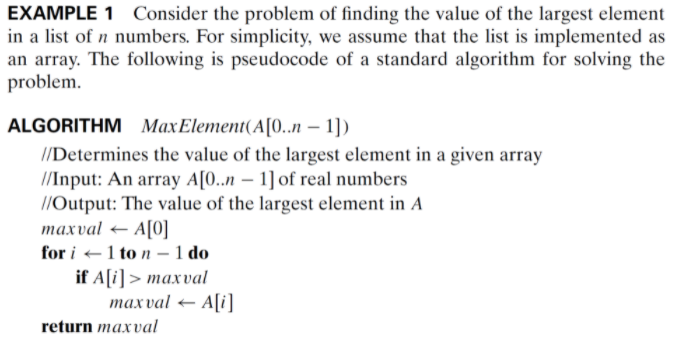 EXAMPLE 1 Consider the problem of finding the value of the largest element
in a list of n numbers. For simplicity, we assume that the list is implemented as
an array. The following is pseudocode of a standard algorithm for solving the
problem.
ALGORITHM MaxElement(A[0..n − 1])
//Determines the value of the largest element in a given array
//Input: An array A[0..n − 1] of real numbers
//Output: The value of the largest element in A
maxval ← A[0]
for i ← 1 to n − 1 do
if A[i] > maxval
maxval ← A[i]
return maxval